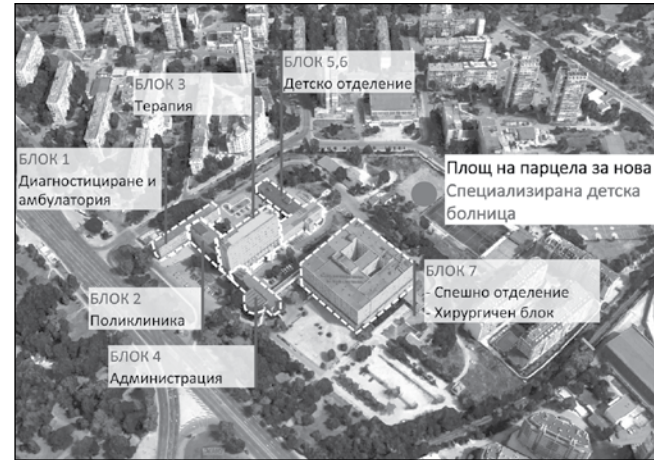 БЛОК 3
Терапия
БЛОК 5,6
Детско отделение
БЛОК 1
Диагностициране и
амбулатория
Площ на парцела за нова
Специализирана детска
болница
БЛОК 2
Поликлиника
БЛОК 7
- Спешно отделение
- Хирургичен блок
БЛОК 4
Администрация